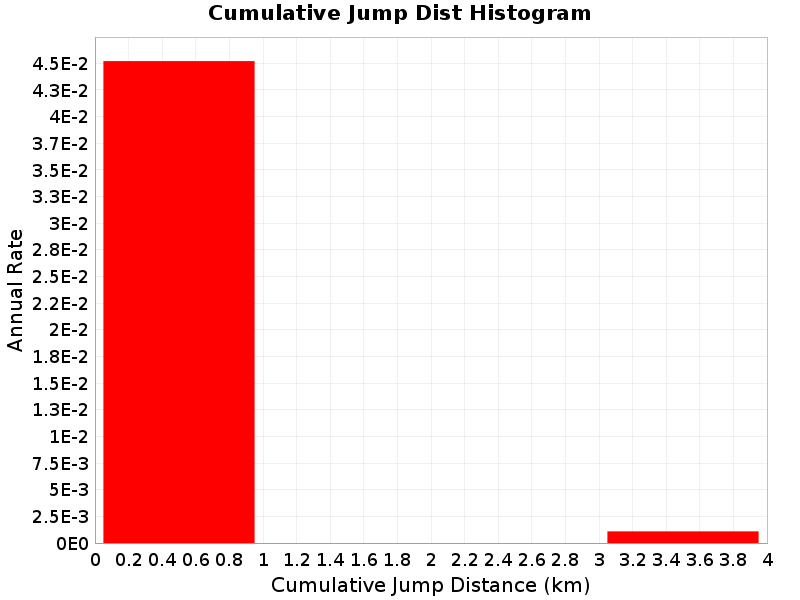 Cumulative Jump Dist Histogram
Annual Rate
4.5E-2
4.3E-2
4E-2
3.7E-2
3.5E-2
3.3E-2
3E-2
2.8E-2
2.5E-2
2.2E-2
2E-2
1.8E-2
1.5E-2
1.3E-2
1E-2
7.5E-3
5E-3
2.5E-3
0E0
0 0.2 0.4 0.6 0.8 1 1.2 1.4 1.6 1.8 2 2.2 2.4 2.6 2.8 3 3.2 3.4 3.6 3.8 4
Cumulative Jump Distance (km)